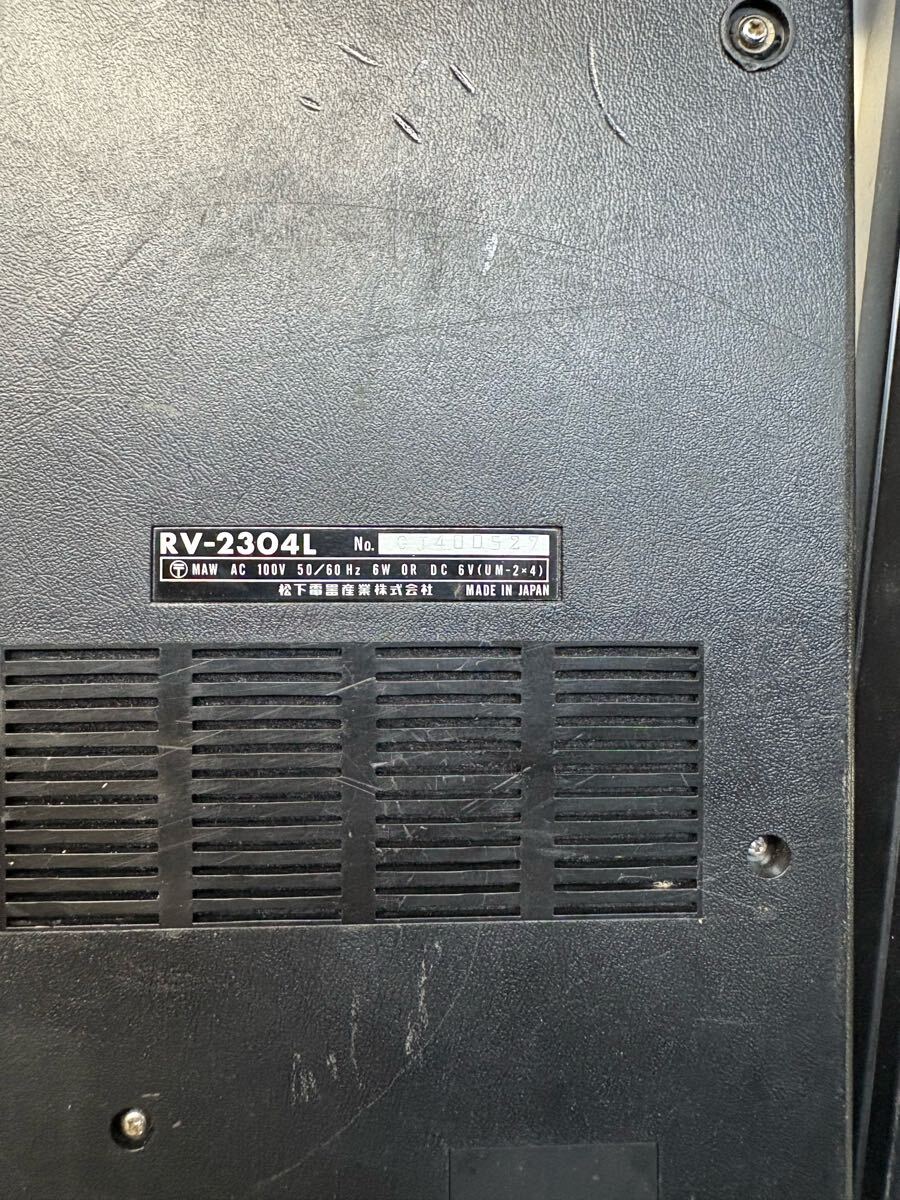 RV-2304L No. CJ400527
〒 MAW AC 100V 50/60Hz 6W OR DC 6V(UM-2×4)
松下電器産業株式会社 MADE IN JAPAN